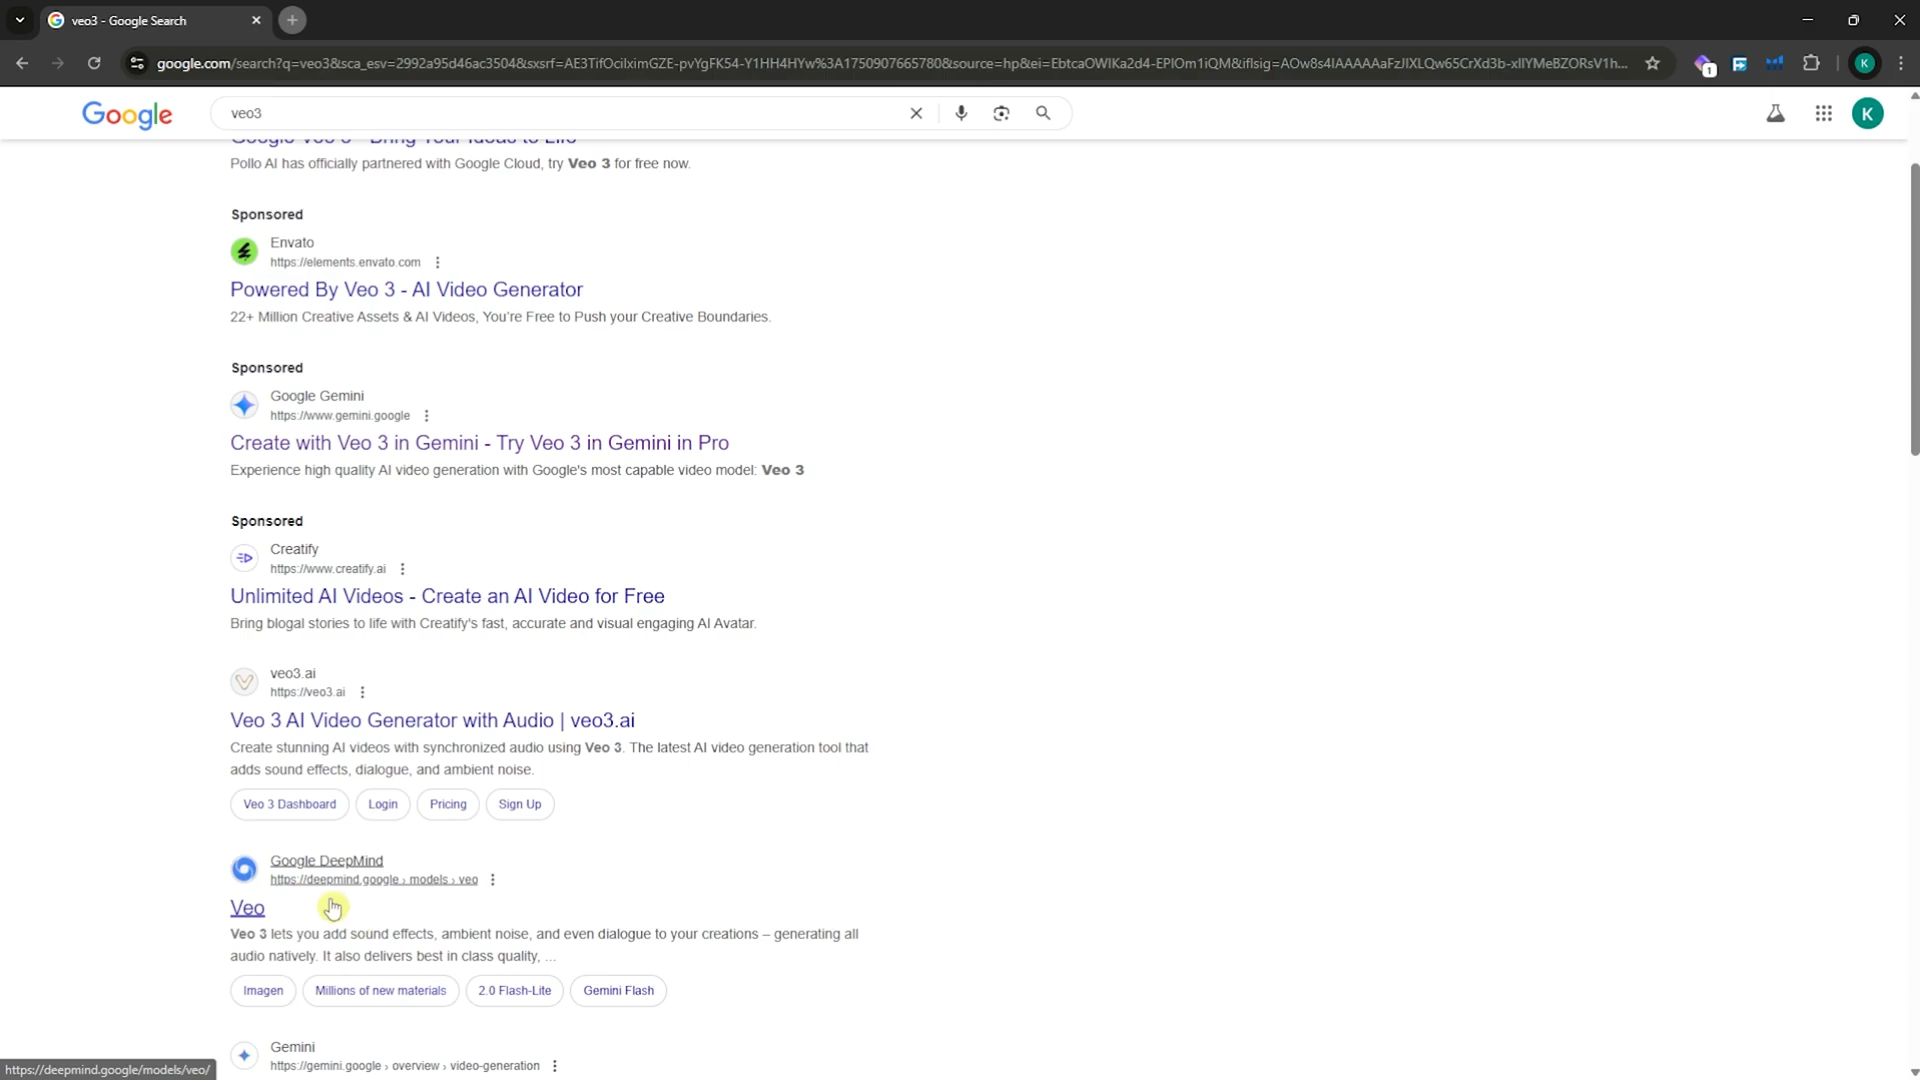 veo3 - Google Search
google.com/search?q=veo3&sca_esv=2992a95d46ac3504&sxsrf=AE3TifOcilximGZE-pvYgFK54-Y1HH4HYw%3A1750907665780&source=hp&ei=EbtcaOWIKa2d4-EPlOm1iQM&iflsig=AOw8s4IAAAAAaFzJIXLQw65CrXd3b-xlIYMeBZORsV1h...
1
K
Google
veo3
K
Google Veo 3 - Bring Your Ideas to Life
Pollo AI has officially partnered with Google Cloud, try Veo 3 for free now.
Sponsored
Envato
https://elements.envato.com
Powered By Veo 3 - AI Video Generator
22+ Million Creative Assets & AI Videos, You're Free to Push your Creative Boundaries.
Sponsored
Google Gemini
https://www.gemini.google
Create with Veo 3 in Gemini - Try Veo 3 in Gemini in Pro
Experience high quality AI video generation with Google's most capable video model: Veo 3
Sponsored
Creatify
https://www.creatify.ai
Unlimited AI Videos - Create an AI Video for Free
Bring blogal stories to life with Creatify's fast, accurate and visual engaging AI Avatar.
veo3.ai
https://veo3.ai
Veo 3 AI Video Generator with Audio | veo3.ai
Create stunning AI videos with synchronized audio using Veo 3. The latest AI video generation tool that
adds sound effects, dialogue, and ambient noise.
Veo 3 Dashboard Login Pricing Sign Up
Google DeepMind
https://deepmind.google › models › veo
Veo
Veo 3 lets you add sound effects, ambient noise, and even dialogue to your creations – generating all
audio natively. It also delivers best in class quality, ...
Imagen Millions of new materials 2.0 Flash-Lite Gemini Flash
Gemini
https://gemini.google › overview › video-generation
https://deepmind.google/models/veo/